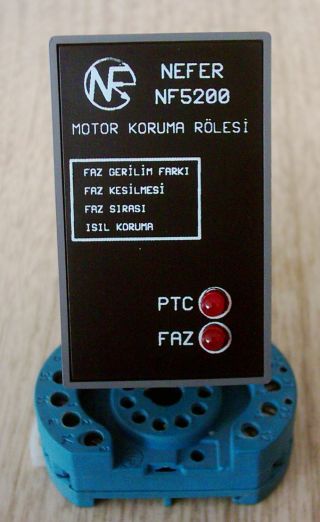 NF
NEFER
NF5200
MOTOR KORUMA RÖLESİ
FAZ GERİLİM FARKI
FAZ KESİLMESİ
FAZ SIRASI
ISIL KORUMA
PTC
FAZ